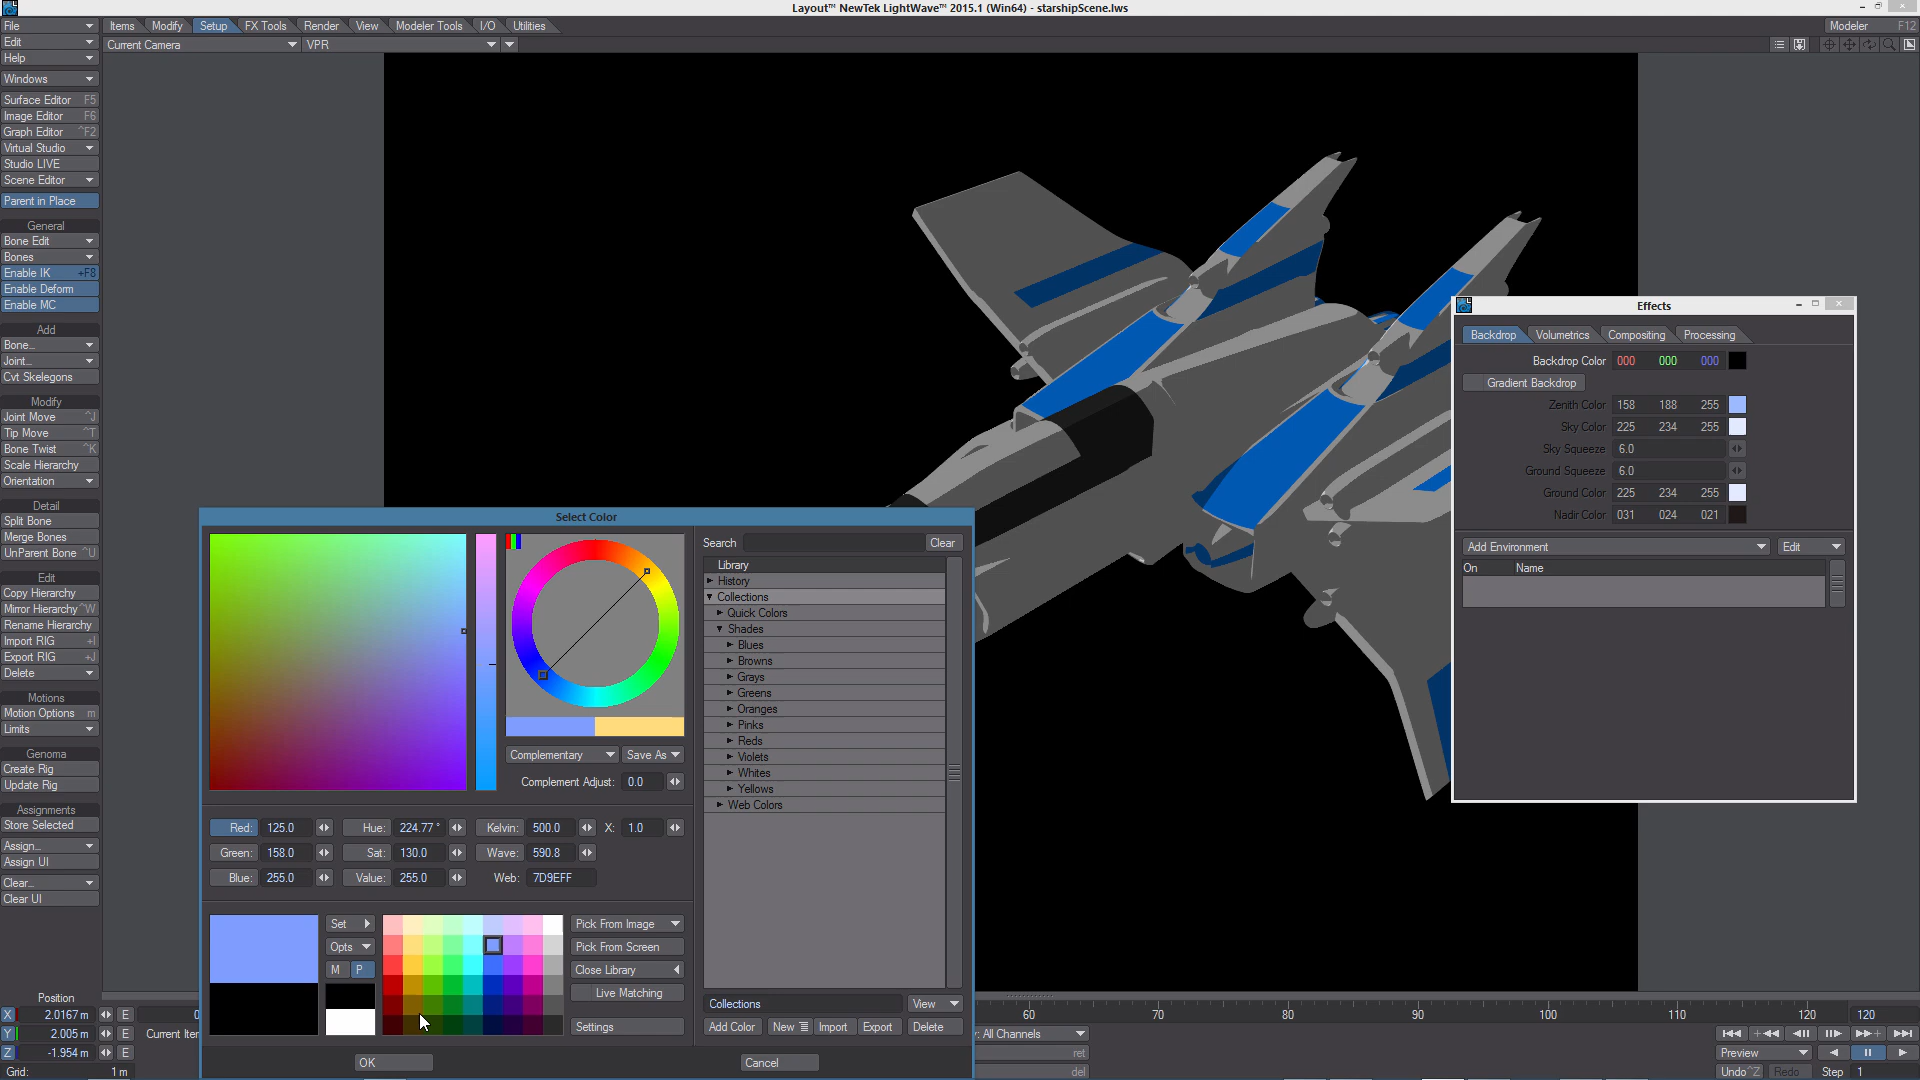 Layout™ NewTek LightWave™ 2015.1 (Win64) - starshipScene.lws
File
Items Modify Setup FX Tools Render View Modeler Tools I/O Utilities
Modeler F12
Edit
Current Camera VPR
Help
Windows
Surface Editor F5
Image Editor F6
Graph Editor ^F2
Virtual Studio
Studio LIVE
Scene Editor
Parent in Place
General
Bone Edit
Bones
Enable IK +F8
Enable Deform
Enable MC
Add
Bone...
Joint...
Cvt Skelegons
Modify
Joint Move ^J
Tip Move ^T
Bone Twist ^K
Scale Hierarchy
Orientation
Detail
Split Bone
Merge Bones
UnParent Bone ^U
Edit
Copy Hierarchy
Mirror Hierarchy ^W
Rename Hierarchy
Import RIG +I
Export RIG +J
Delete
Motions
Motion Options m
Limits
Genoma
Create Rig
Update Rig
Assignments
Store Selected
Assign...
Assign UI
Clear...
Clear UI
Effects
Backdrop Volumetrics Compositing Processing
Backdrop Color 000 000 000
Gradient Backdrop
Zenith Color 158 188 255
Sky Color 225 234 255
Sky Squeeze 6.0
Ground Squeeze 6.0
Ground Color 225 234 255
Nadir Color 031 024 021
Add Environment Edit
On Name
Select Color
Search Clear
Library
History
Collections
Quick Colors
Shades
Blues
Browns
Grays
Greens
Oranges
Pinks
Reds
Violets
Whites
Yellows
Web Colors
Complementary Save As
Complement Adjust: 0.0
Red: 125.0 Hue: 224.77° Kelvin: 500.0 X: 1.0
Green: 158.0 Sat: 130.0 Wave: 590.8
Blue: 255.0 Value: 255.0 Web: 7D9EFF
Set Pick From Image
Opts Pick From Screen
M P Close Library
Live Matching
Settings
Collections View
Add Color New Import Export Delete
OK Cancel
Position
X 2.0167 m E 0
Y 2.005 m E Current Iter
Z -1.954 m E
Grid: 1 m
60 70 80 90 100 110 120 120
: All Channels
ret
del
Preview
Undo ^Z Redo Step 1